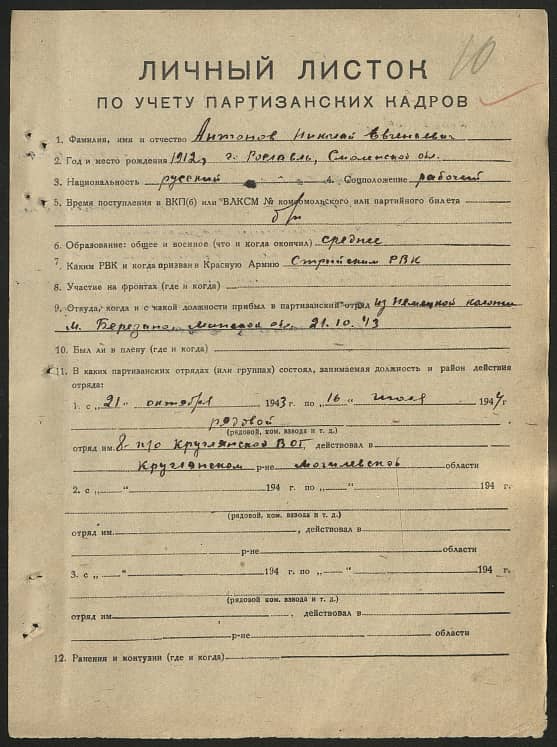 10
ЛИЧНЫЙ ЛИСТОК
ПО УЧЕТУ ПАРТИЗАНСКИХ КАДРОВ
1. Фамилия, имя и отчество Антонов Николай Евгеньевич
2. Год и место рождения 1912, г. Рославль, Смоленской обл.
3. Национальность русский 4. Соцположение рабочий
5. Время поступления в ВКП(б) или ВЛКСМ № комсомольского или партийного билета
б/п
6. Образование: общее и военное (что и когда окончил) среднее
7. Каким РВК и когда призван в Красную Армию Стрийским РВК
8. Участие на фронтах (где и когда)
9. Откуда, когда и с какой должности прибыл в партизанский отряд из немецкой колонны
м. Березино Минской обл. 21.10.43
10. Был ли в плену (где и когда)
11. В каких партизанских отрядах (или группах) состоял, занимаемая должность и район действия
отряда:
1. с „21“ октября 1943 г. по „16“ июля 1944 г.
рядовой
(рядовой, ком. взвода и т. д.)
отряд им. 8 п/о Круглянской ВОГ, действовал в
Круглянском р-не Могилевской области
2. с „ “ 194 г. по „ “ 194 г.
(рядовой, ком. взвода и т. д.)
отряд им. , действовал в
р-не области
3. с „ “ 194 г. по „ “ 194 г.
(рядовой, ком. взвода и т. д.)
отряд им , действовал в
р-не области
12. Ранения и контузии (где и когда)